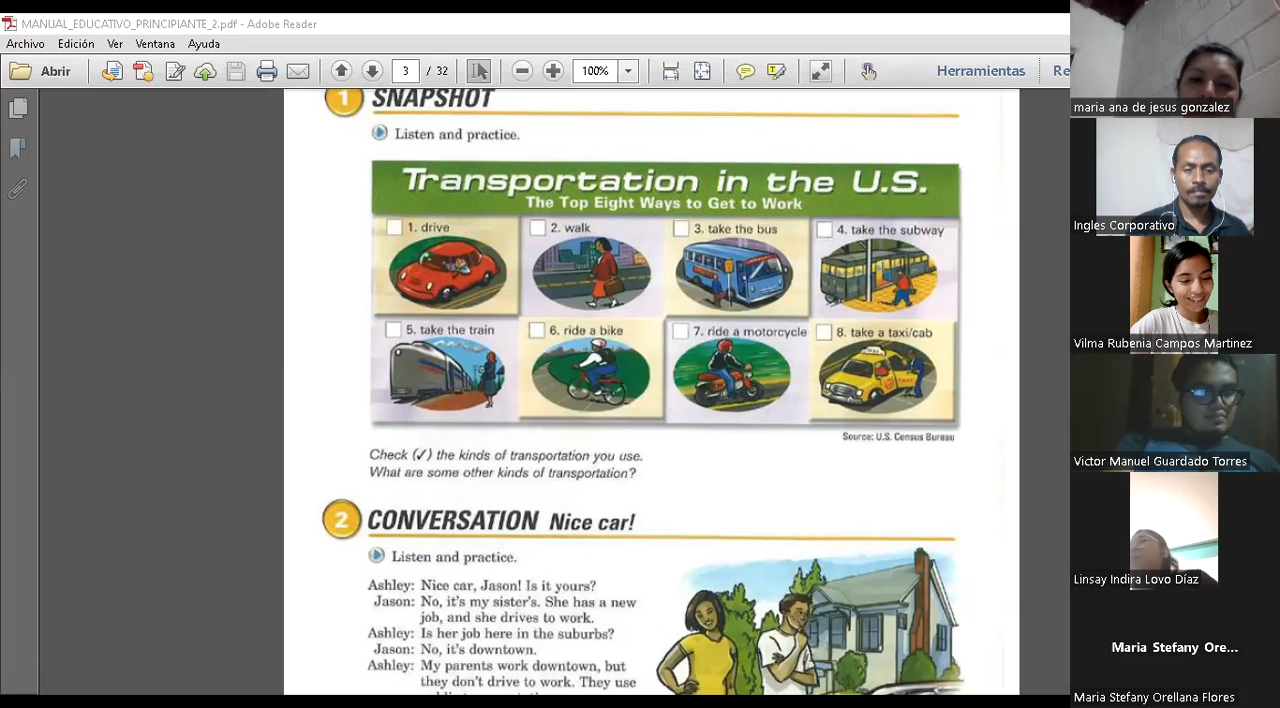 MANUAL_EDUCATIVO_PRINCIPIANTE_2.pdf - Adobe Reader
Archivo Edición Ver Ventana Ayuda
Abrir 3 / 32 100% Herramientas Re
1 SNAPSHOT
Listen and practice.
Transportation in the U.S.
The Top Eight Ways to Get to Work
1. drive 2. walk 3. take the bus 4. take the subway
5. take the train 6. ride a bike 7. ride a motorcycle 8. take a taxi/cab
Source: U.S. Census Bureau
Check (✓) the kinds of transportation you use.
What are some other kinds of transportation?
2 CONVERSATION Nice car!
Listen and practice.
Ashley: Nice car, Jason! Is it yours?
Jason: No, it's my sister's. She has a new
job, and she drives to work.
Ashley: Is her job here in the suburbs?
Jason: No, it's downtown.
Ashley: My parents work downtown, but
they don't drive to work. They use
maria ana de jesus gonzalez
Ingles Corporativo
Vilma Rubenia Campos Martinez
Victor Manuel Guardado Torres
Linsay Indira Lovo Díaz
Maria Stefany Ore...
Maria Stefany Orellana Flores